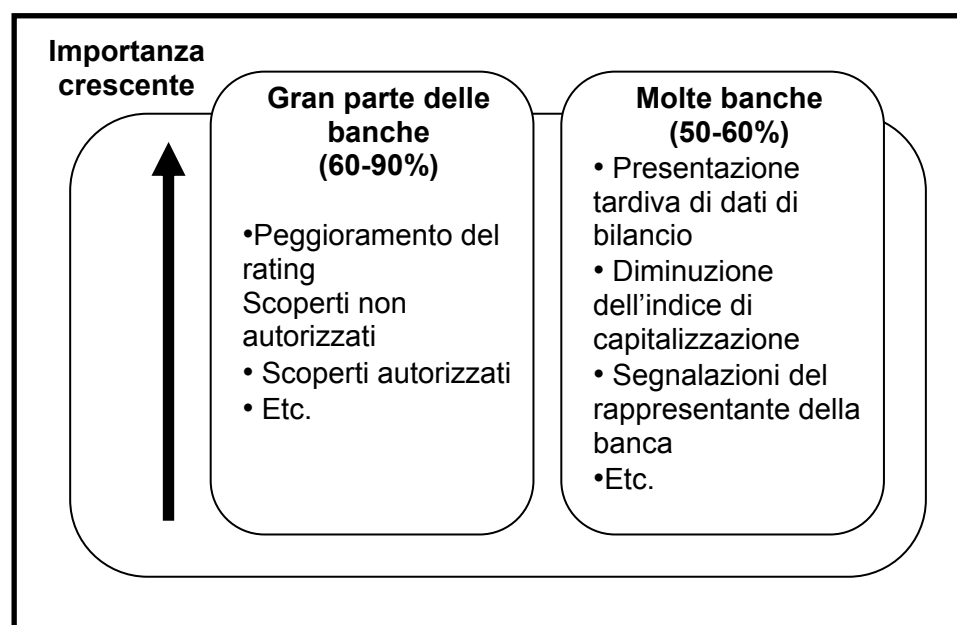 Importanza
crescente
Gran parte delle
banche
(60-90%)
•Peggioramento del
rating
Scoperti non
autorizzati
• Scoperti autorizzati
• Etc.
Molte banche
(50-60%)
• Presentazione
tardiva di dati di
bilancio
• Diminuzione
dell’indice di
capitalizzazione
• Segnalazioni del
rappresentante della
banca
•Etc.